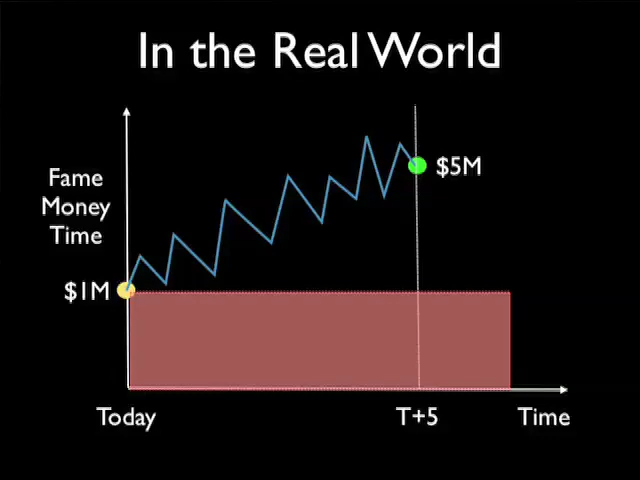 In the Real World
Fame
Money
Time
$5M
$1M
Today
T+5
Time